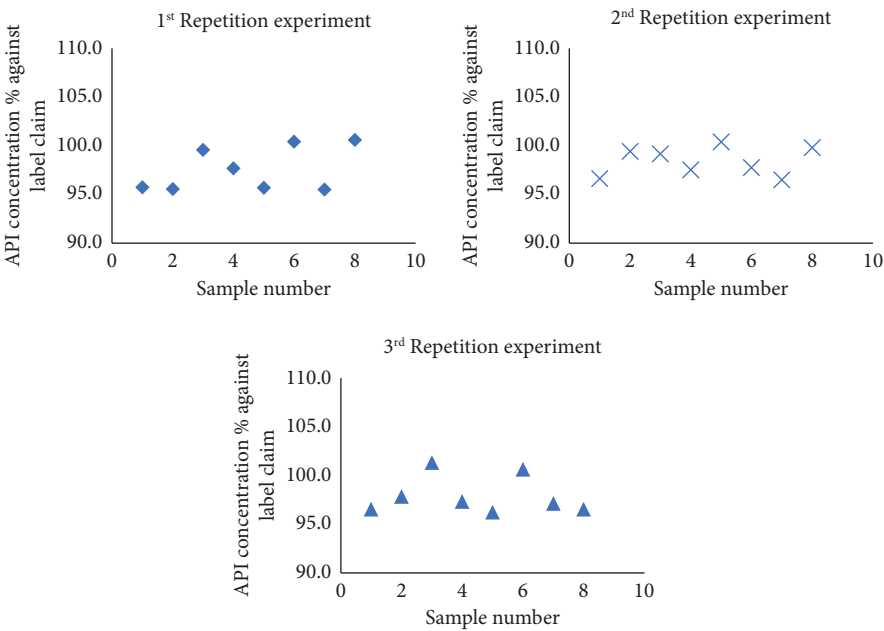 1st Repetition experiment
API concentration % against
label claim
110.0
105.0
100.0
95.0
90.0
0 2 4 6 8 10
Sample number
2nd Repetition experiment
API concentration % against
label claim
110.0
105.0
100.0
95.0
90.0
0 2 4 6 8 10
Sample number
3rd Repetition experiment
API concentration % against
label claim
110.0
105.0
100.0
95.0
90.0
0 2 4 6 8 10
Sample number